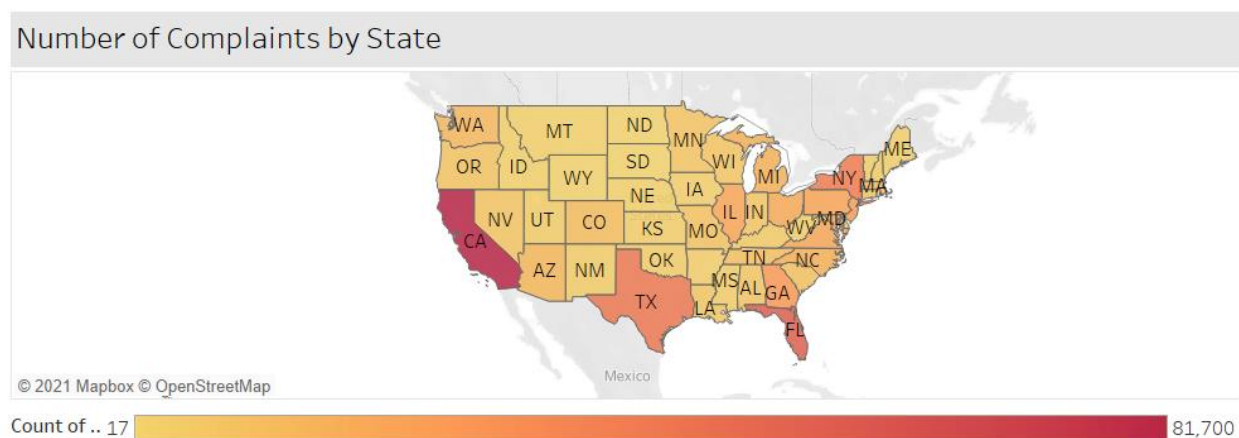 Number of Complaints by State
WA MT ND MN ME
OR ID SD WI MI NY MA
WY NE IA
NV UT CO KS MO IL IN WV MD
CA AZ NM OK TN NC
TX LA MS AL GA
FL
Mexico
© 2021 Mapbox © OpenStreetMap
Count of .. 17 81,700